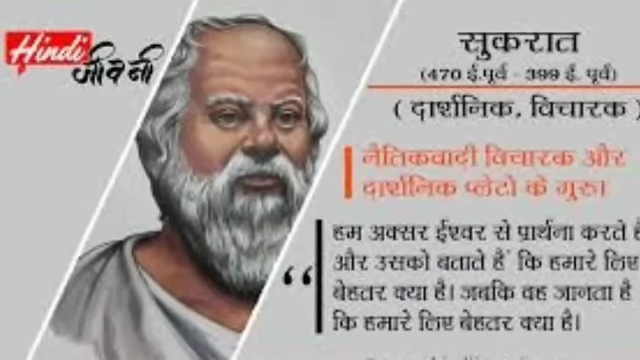 Hindi
जीवनी
सुकरात
(470 ई.पूर्व - 399 ई. पूर्व)
( दार्शनिक, विचारक )
नैतिकवादी विचारक और
दार्शनिक प्लेटो के गुरु।
हम अक्सर ईश्वर से प्रार्थना करते हैं
“ और उसको बताते है कि हमारे लिए
बेहतर क्या है। जबकि वह जानता है
कि हमारे लिए बेहतर क्या है।